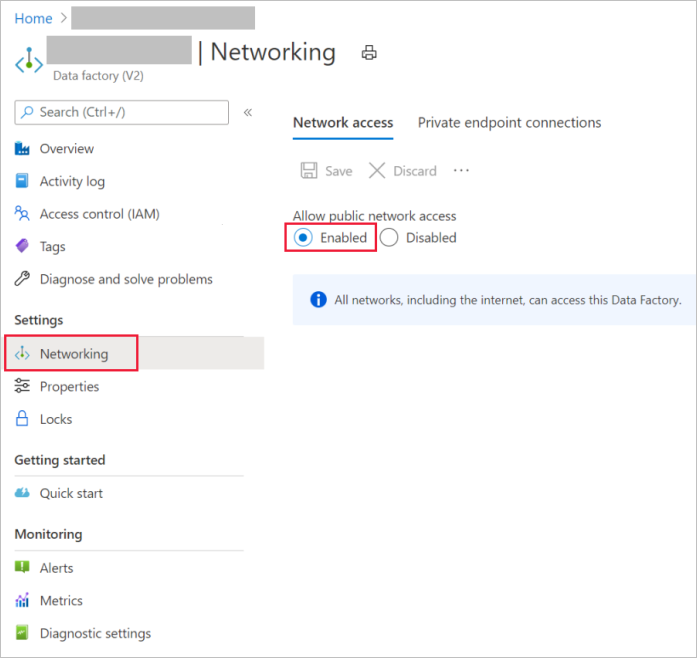 Home >
| Networking
Data factory (V2)
Search (Ctrl+/)
«
Overview
Activity log
Access control (IAM)
Tags
Diagnose and solve problems
Settings
Networking
Properties
Locks
Getting started
Quick start
Monitoring
Alerts
Metrics
Diagnostic settings
Network access Private endpoint connections
Save Discard ...
Allow public network access
Enabled Disabled
All networks, including the internet, can access this Data Factory.